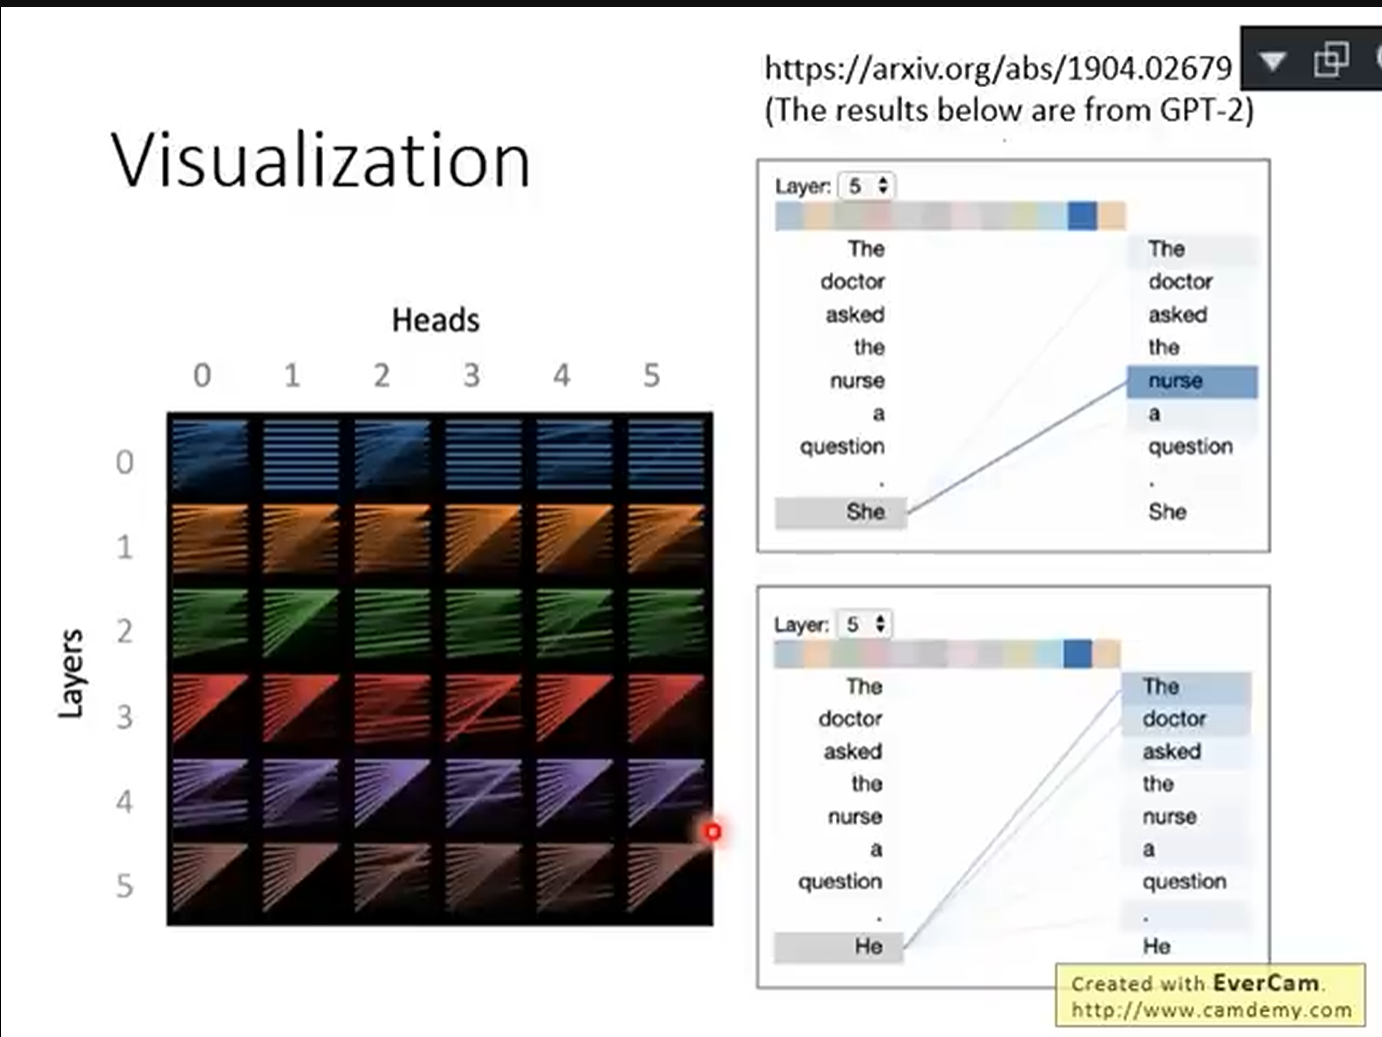 https://arxiv.org/abs/1904.02679
(The results below are from GPT-2)
Visualization
Heads
0 1 2 3 4 5
Layers
0
1
2
3
4
5
Layer: 5
The The
doctor doctor
asked asked
the the
nurse nurse
a a
question question
. .
She She
Layer: 5
The The
doctor doctor
asked asked
the the
nurse nurse
a a
question question
. .
He He
Created with EverCam.
http://www.camdemy.com